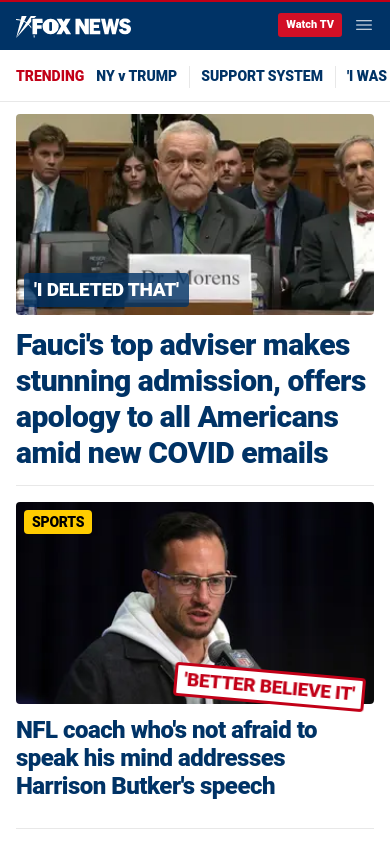 FOX NEWS
Watch TV
TRENDING NY v TRUMP SUPPORT SYSTEM 'I WAS
Dr. Morens
'I DELETED THAT'
Fauci's top adviser makes
stunning admission, offers
apology to all Americans
amid new COVID emails
SPORTS
'BETTER BELIEVE IT'
NFL coach who's not afraid to
speak his mind addresses
Harrison Butker's speech